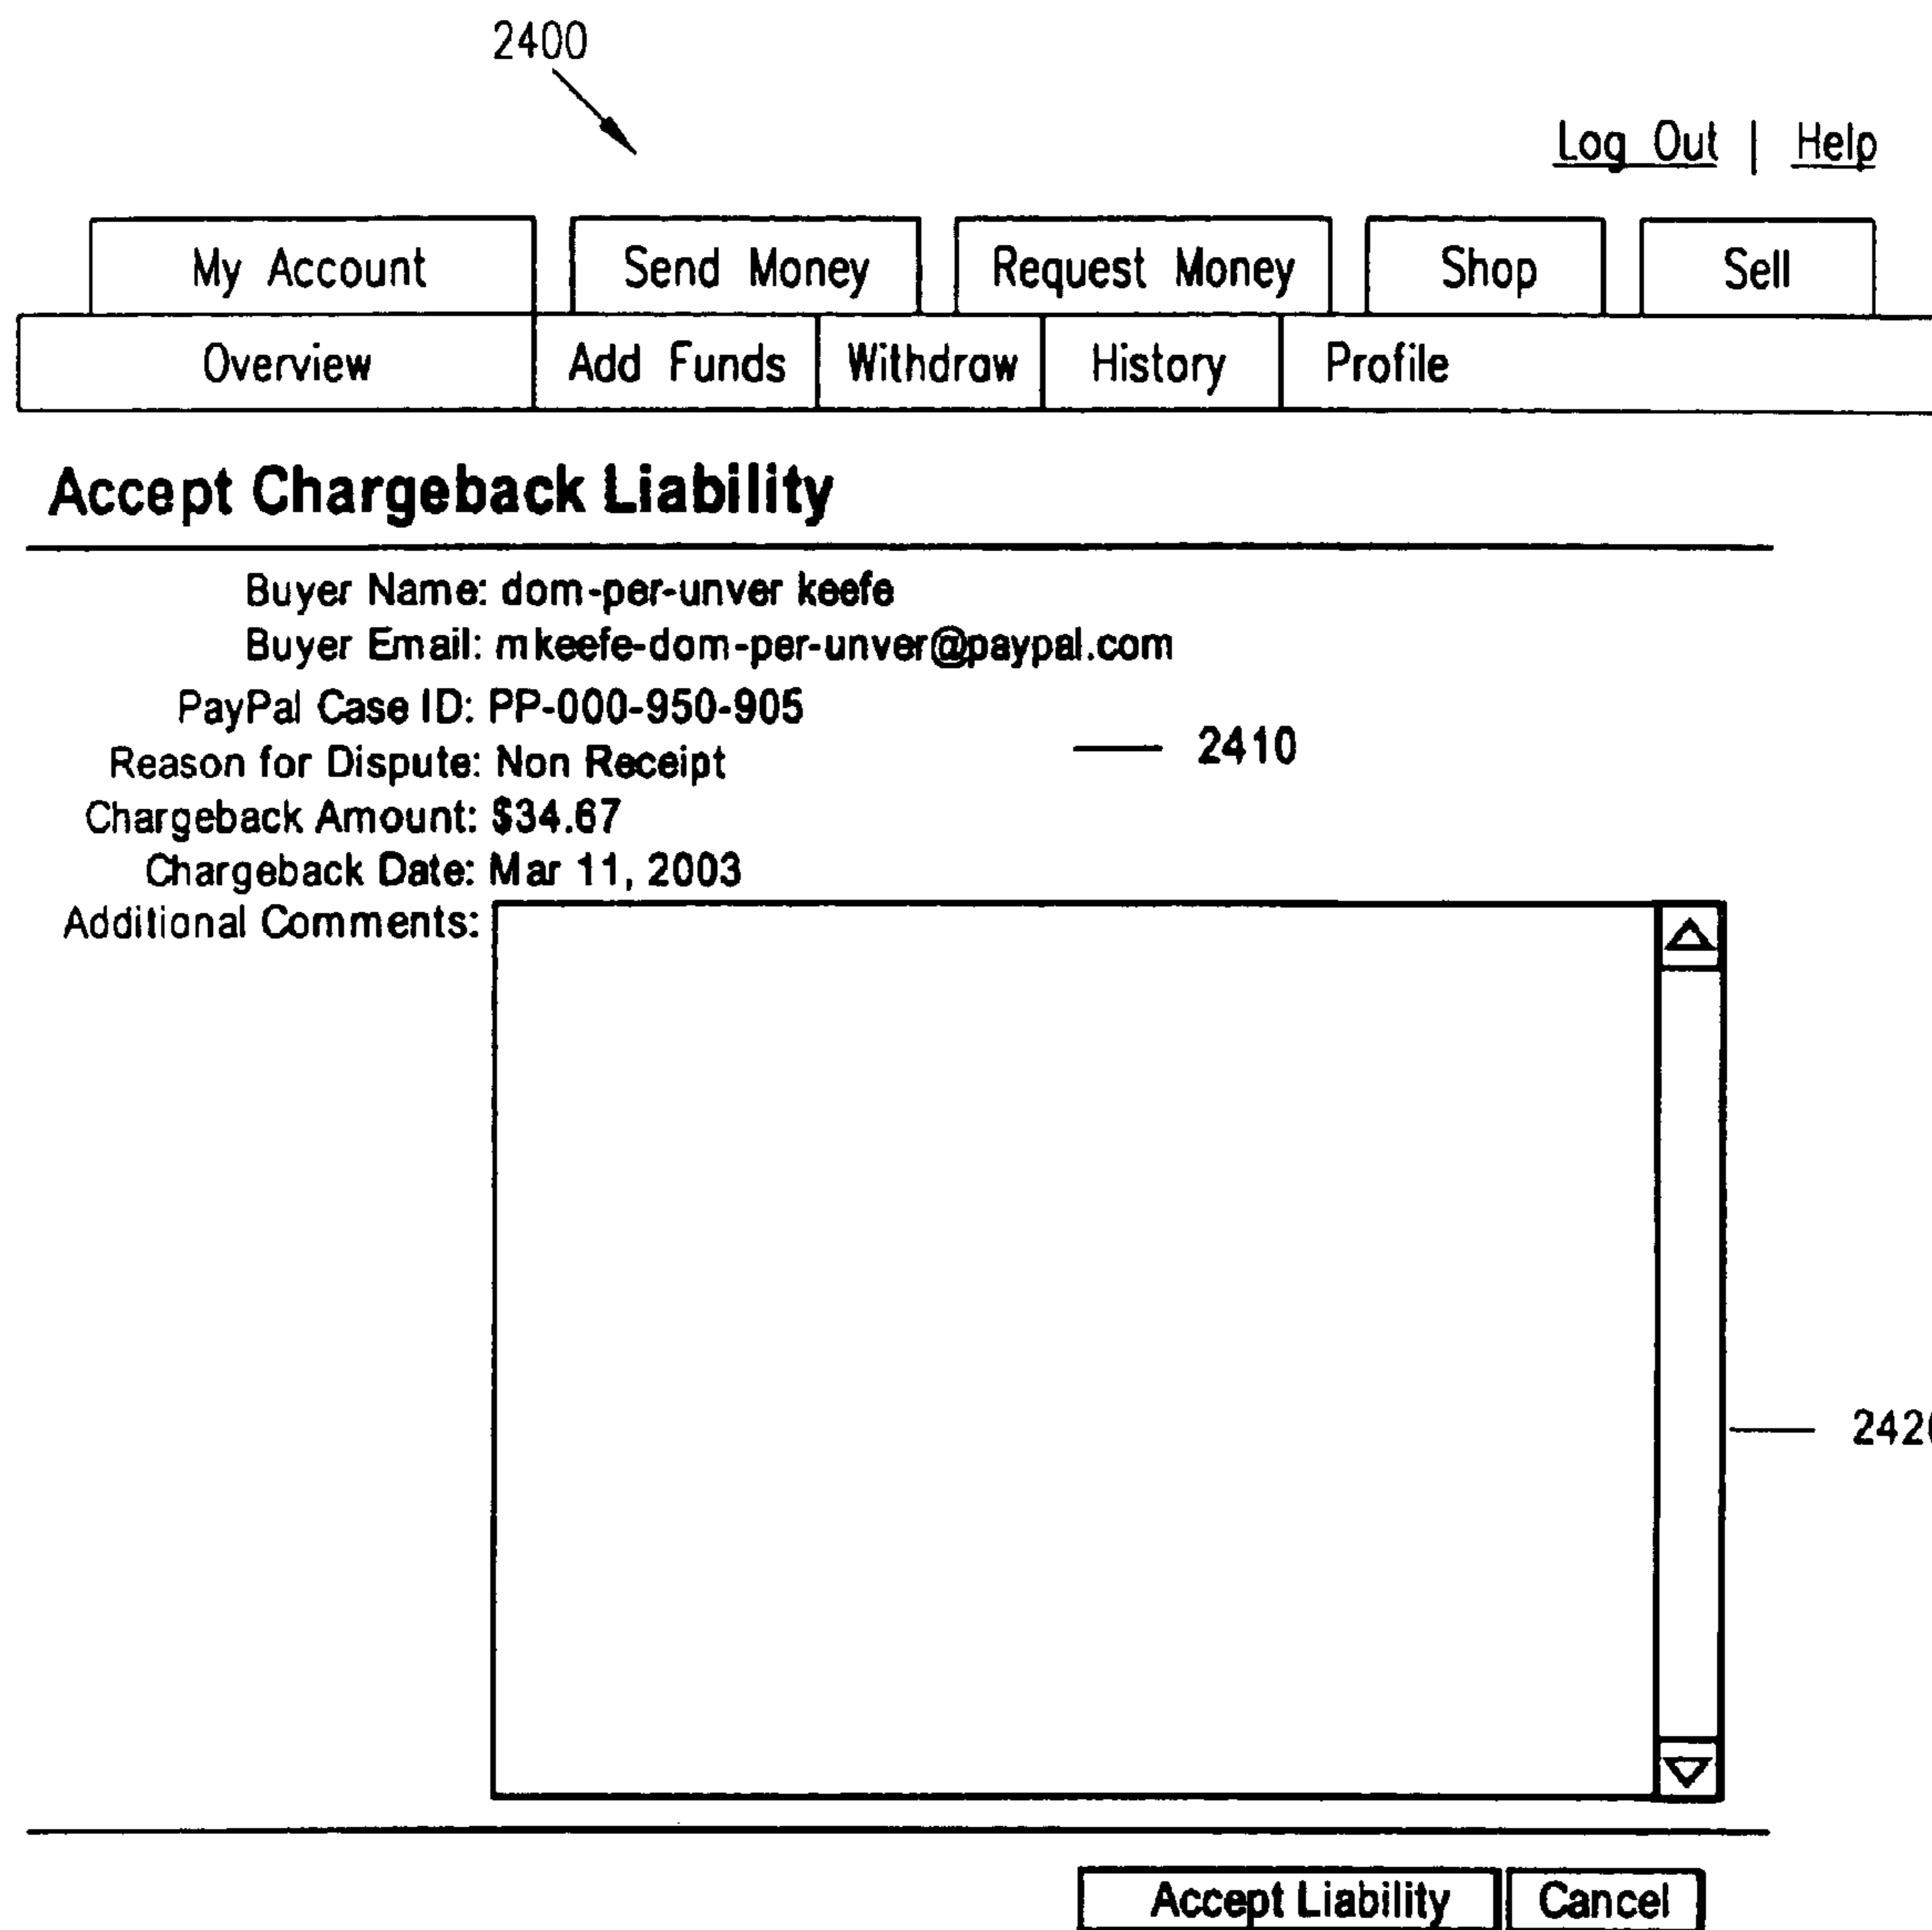 2400
Log Out | Help
My Account Send Money Request Money Shop Sell
Overview Add Funds Withdraw History Profile
Accept Chargeback Liability
Buyer Name: dom-per-unver keefe
Buyer Email: mkeefe-dom-per-unver@paypal.com
PayPal Case ID: PP-000-950-905
2410
Reason for Dispute: Non Receipt
Chargeback Amount: $34.67
Chargeback Date: Mar 11, 2003
Additional Comments:
Accept Liability Cancel